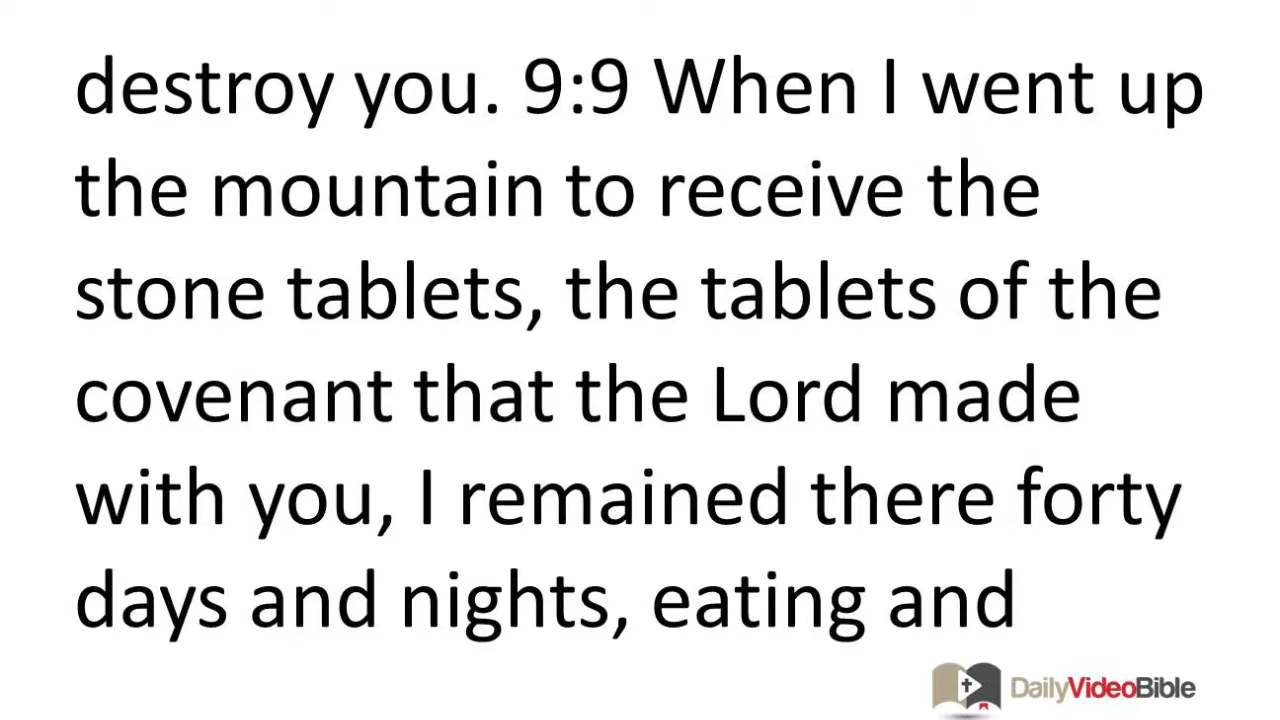 destroy you. 9:9 When I went up
the mountain to receive the
stone tablets, the tablets of the
covenant that the Lord made
with you, I remained there forty
days and nights, eating and
DailyVideoBible